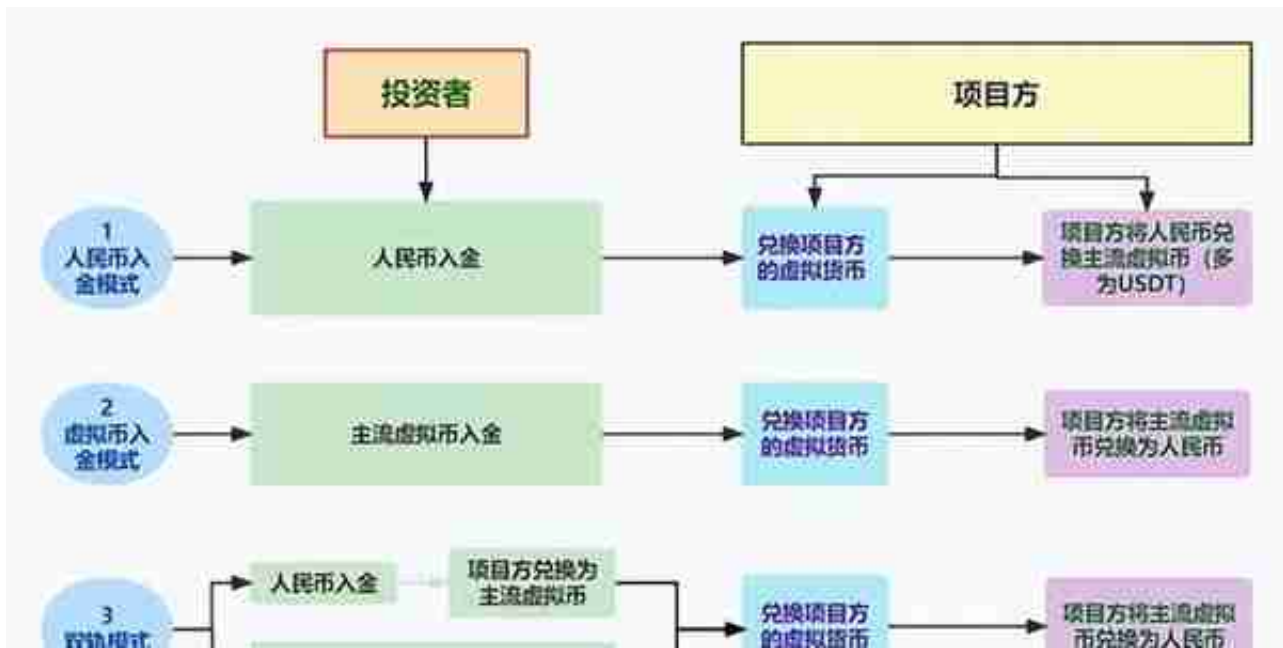 投资者
项目方
1
人民币入
金模式
人民币入金
兑换项目方
的虚拟货币
项目方将人民币兑
换主流虚拟币（多
为USDT）
2
虚拟币入
金模式
主流虚拟币入金
兑换项目方
的虚拟货币
项目方将主流虚拟
币兑换为人民币
3
双轨模式
人民币入金
项目方兑换为
主流虚拟币
兑换项目方
的虚拟货币
项目方将主流虚拟
币兑换为人民币